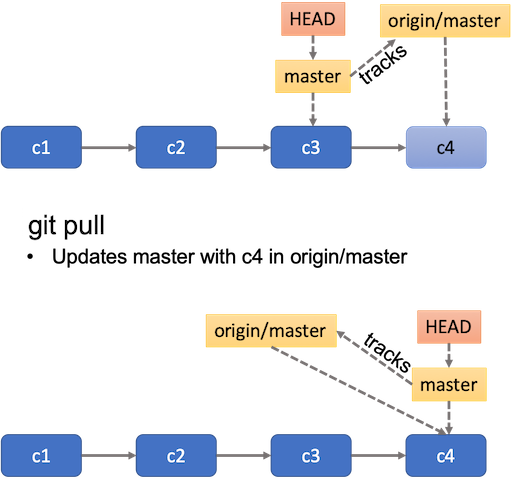 HEAD
origin/master
master
tracks
c1
c2
c3
c4
git pull
• Updates master with c4 in origin/master
origin/master
HEAD
tracks
master
c1
c2
c3
c4